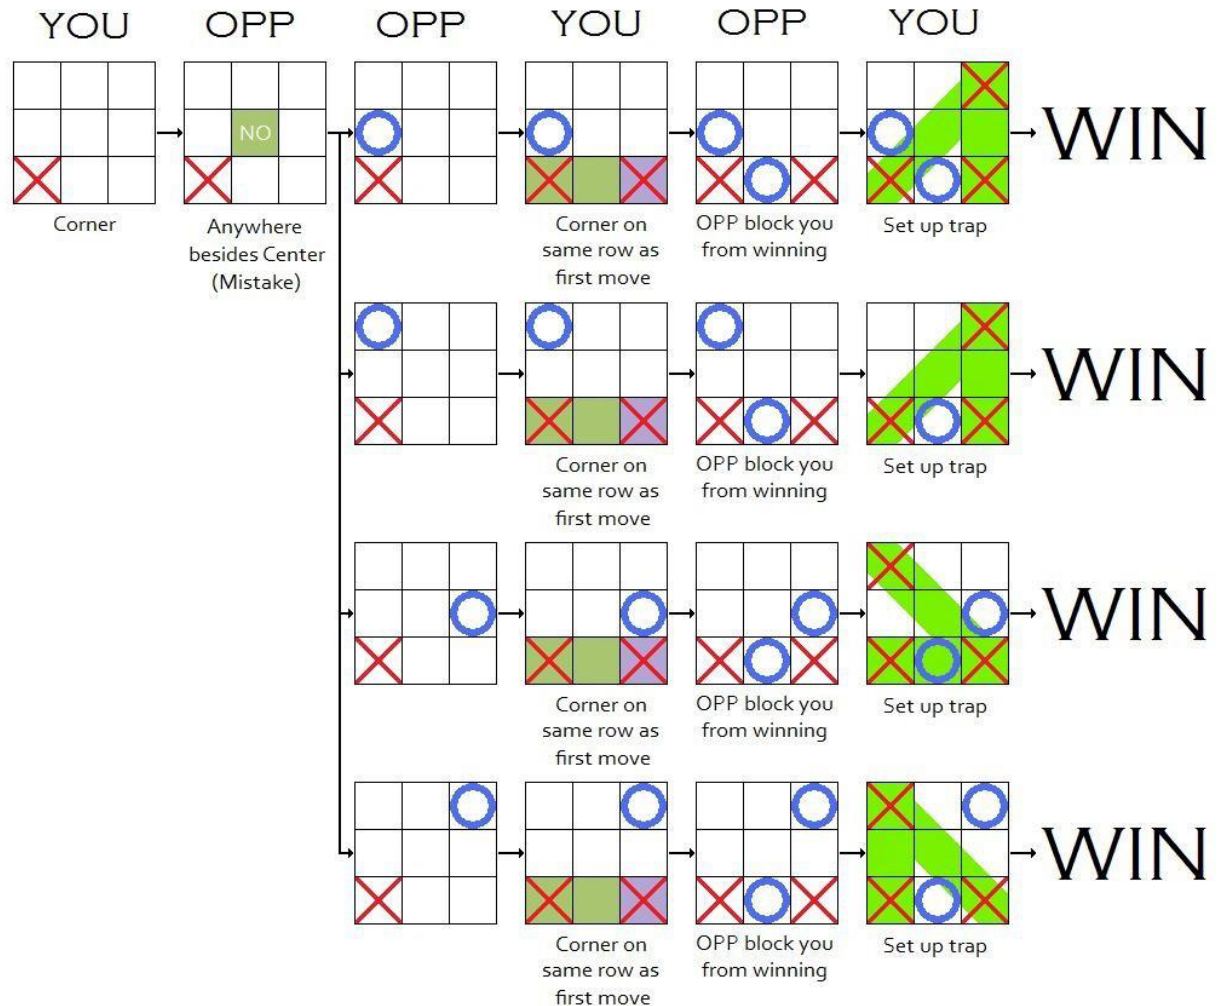 YOU OPP OPP YOU OPP YOU
NO
WIN
Corner
Anywhere
besides Center
(Mistake)
Corner on
same row as
first move
OPP block you
from winning
Set up trap
WIN
Corner on
same row as
first move
OPP block you
from winning
Set up trap
WIN
Corner on
same row as
first move
OPP block you
from winning
Set up trap
WIN
Corner on
same row as
first move
OPP block you
from winning
Set up trap